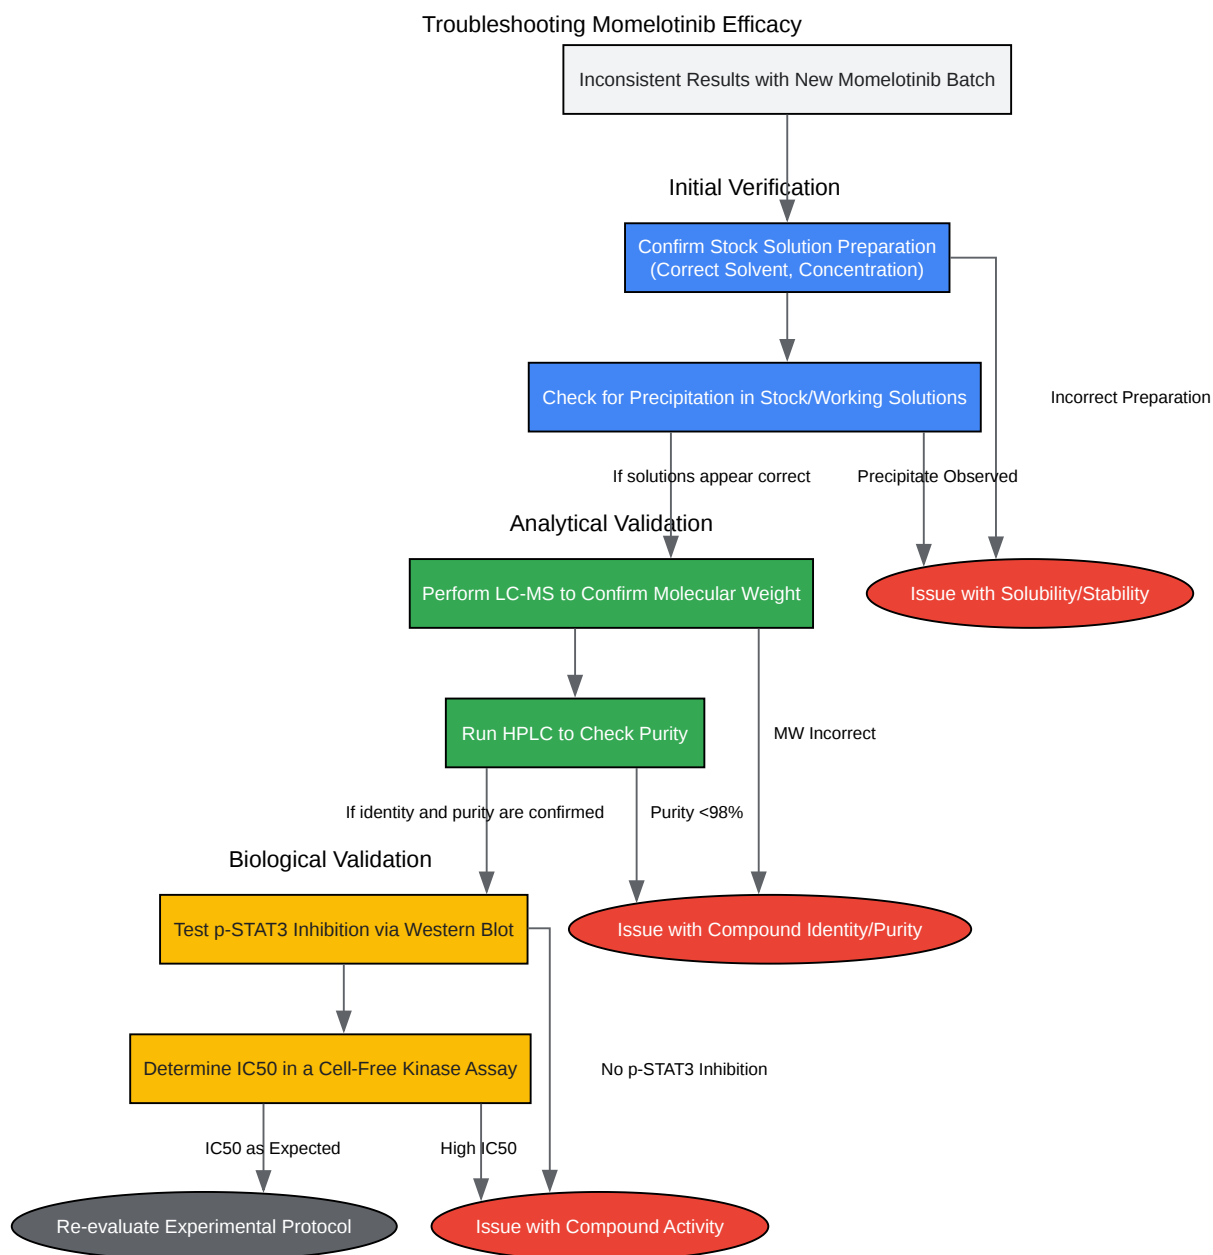 Troubleshooting Momelotinib Efficacy
Inconsistent Results with New Momelotinib Batch
Initial Verification
Confirm Stock Solution Preparation
(Correct Solvent, Concentration)
Check for Precipitation in Stock/Working Solutions
Incorrect Preparation
If solutions appear correct
Precipitate Observed
Analytical Validation
Perform LC-MS to Confirm Molecular Weight
Issue with Solubility/Stability
Run HPLC to Check Purity
MW Incorrect
If identity and purity are confirmed
Purity <98%
Biological Validation
Test p-STAT3 Inhibition via Western Blot
Issue with Compound Identity/Purity
Determine IC50 in a Cell-Free Kinase Assay
No p-STAT3 Inhibition
IC50 as Expected
High IC50
Re-evaluate Experimental Protocol
Issue with Compound Activity